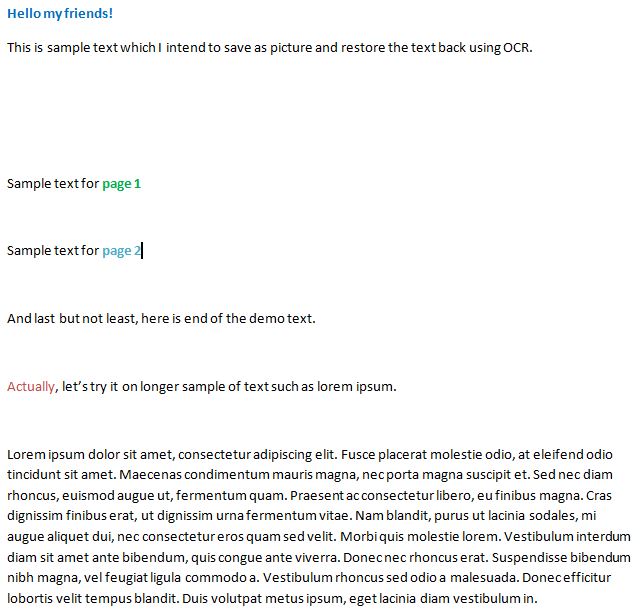 Hello my friends!
This is sample text which I intend to save as picture and restore the text back using OCR.
Sample text for page 1
Sample text for page 2
And last but not least, here is end of the demo text.
Actually, let's try it on longer sample of text such as lorem ipsum.
Lorem ipsum dolor sit amet, consectetur adipiscing elit. Fusce placerat molestie odio, at eleifend odio
tincidunt sit amet. Maecenas condimentum mauris magna, nec porta magna suscipit et. Sed nec diam
rhoncus, euismod augue ut, fermentum quam. Praesent ac consectetur libero, eu finibus magna. Cras
dignissim finibus erat, ut dignissim urna fermentum vitae. Nam blandit, purus ut lacinia sodales, mi
augue aliquet dui, nec consectetur eros quam sed velit. Morbi quis molestie lorem. Vestibulum interdum
diam sit amet ante bibendum, quis congue ante viverra. Donec nec rhoncus erat. Suspendisse bibendum
nibh magna, vel feugiat ligula commodo a. Vestibulum rhoncus sed odio a malesuada. Donec efficitur
lobortis velit tempus blandit. Duis volutpat metus ipsum, eget lacinia diam vestibulum in.